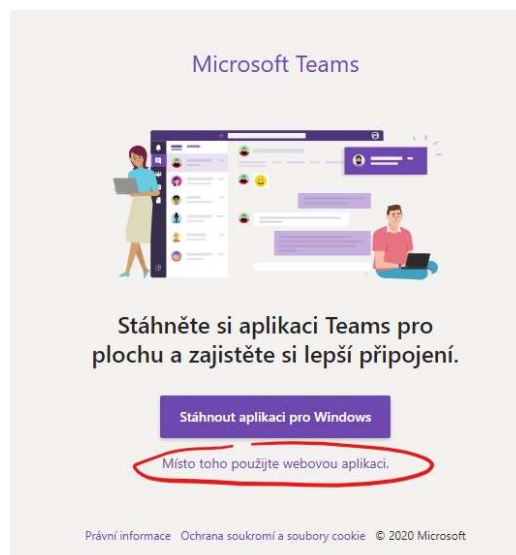 Microsoft Teams
Stáhněte si aplikaci Teams pro
plochu a zajistěte si lepší připojení.
Stáhnout aplikaci pro Windows
Místo toho použijte webovou aplikaci.
Právní informace Ochrana soukromí a soubory cookie © 2020 Microsoft